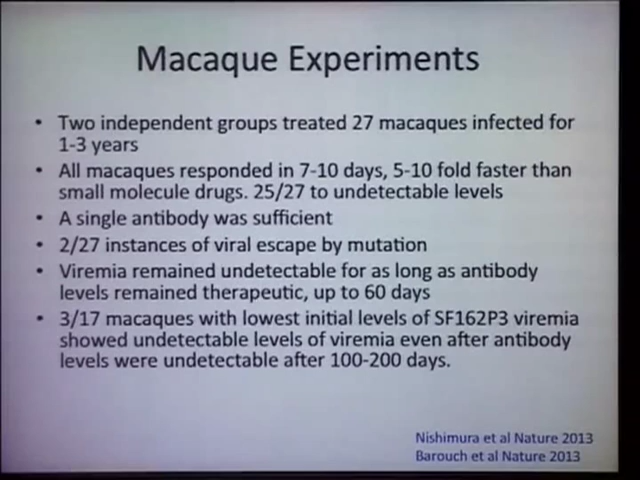 Macaque Experiments
• Two independent groups treated 27 macaques infected for
1-3 years
• All macaques responded in 7-10 days, 5-10 fold faster than
small molecule drugs. 25/27 to undetectable levels
• A single antibody was sufficient
• 2/27 instances of viral escape by mutation
• Viremia remained undetectable for as long as antibody
levels remained therapeutic, up to 60 days
• 3/17 macaques with lowest initial levels of SF162P3 viremia
showed undetectable levels of viremia even after antibody
levels were undetectable after 100-200 days.
Nishimura et al Nature 2013
Barouch et al Nature 2013